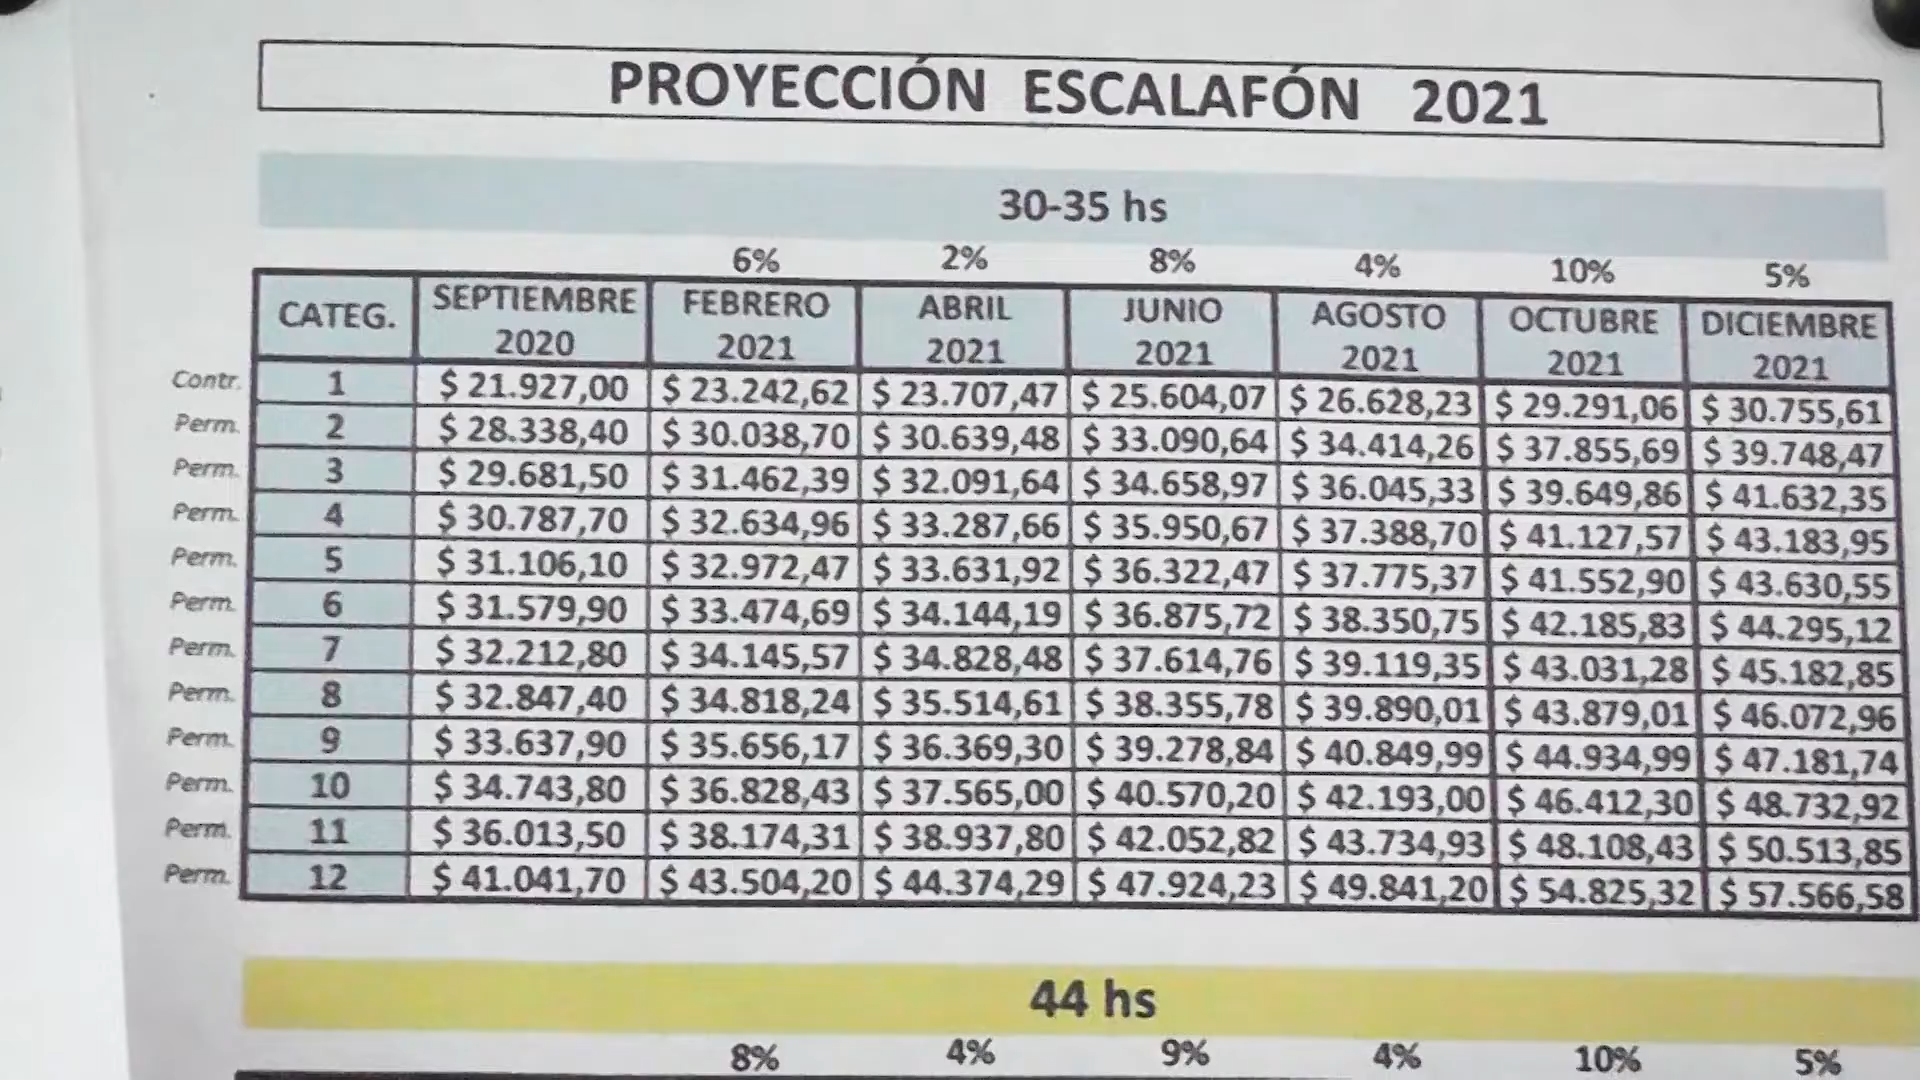 PROYECCIÓN ESCALAFÓN 2021
30-35 hs
6% 2% 8% 4% 10% 5%
CATEG. SEPTIEMBRE 2020 FEBRERO 2021 ABRIL 2021 JUNIO 2021 AGOSTO 2021 OCTUBRE 2021 DICIEMBRE 2021
Contr. 1 $ 21.927,00 $ 23.242,62 $ 23.707,47 $ 25.604,07 $ 26.628,23 $ 29.291,06 $ 30.755,61
Perm. 2 $ 28.338,40 $ 30.038,70 $ 30.639,48 $ 33.090,64 $ 34.414,26 $ 37.855,69 $ 39.748,47
Perm. 3 $ 29.681,50 $ 31.462,39 $ 32.091,64 $ 34.658,97 $ 36.045,33 $ 39.649,86 $ 41.632,35
Perm. 4 $ 30.787,70 $ 32.634,96 $ 33.287,66 $ 35.950,67 $ 37.388,70 $ 41.127,57 $ 43.183,95
Perm. 5 $ 31.106,10 $ 32.972,47 $ 33.631,92 $ 36.322,47 $ 37.775,37 $ 41.552,90 $ 43.630,55
Perm. 6 $ 31.579,90 $ 33.474,69 $ 34.144,19 $ 36.875,72 $ 38.350,75 $ 42.185,83 $ 44.295,12
Perm. 7 $ 32.212,80 $ 34.145,57 $ 34.828,48 $ 37.614,76 $ 39.119,35 $ 43.031,28 $ 45.182,85
Perm. 8 $ 32.847,40 $ 34.818,24 $ 35.514,61 $ 38.355,78 $ 39.890,01 $ 43.879,01 $ 46.072,96
Perm. 9 $ 33.637,90 $ 35.656,17 $ 36.369,30 $ 39.278,84 $ 40.849,99 $ 44.934,99 $ 47.181,74
Perm. 10 $ 34.743,80 $ 36.828,43 $ 37.565,00 $ 40.570,20 $ 42.193,00 $ 46.412,30 $ 48.732,92
Perm. 11 $ 36.013,50 $ 38.174,31 $ 38.937,80 $ 42.052,82 $ 43.734,93 $ 48.108,43 $ 50.513,85
Perm. 12 $ 41.041,70 $ 43.504,20 $ 44.374,29 $ 47.924,23 $ 49.841,20 $ 54.825,32 $ 57.566,58
44 hs
8% 4% 9% 4% 10% 5%